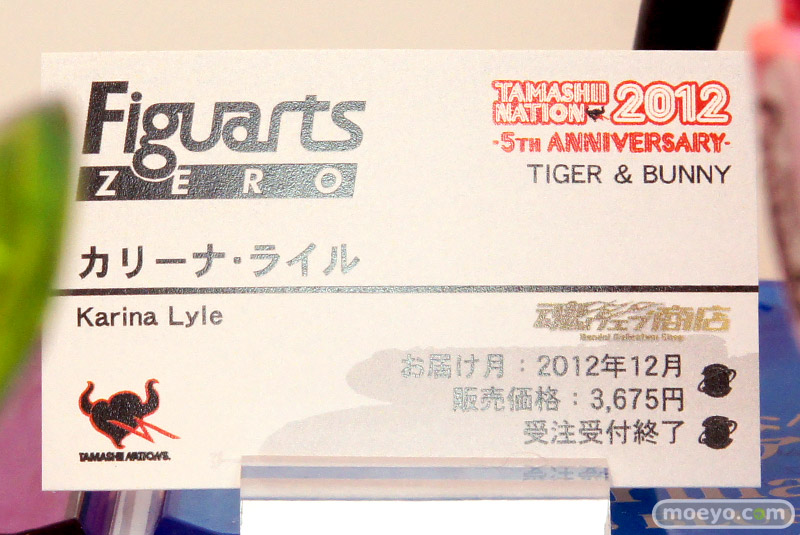 Figuarts
ZERO
TAMASHII
NATION 2012
-5TH ANNIVERSARY-
TIGER & BUNNY
カリーナ・ライル
Karina Lyle
魂ウェブ商店
お届け月：2012年12月
販売価格：3,675円
受注受付終了
TAMASHII NATIONS
moeyo.com